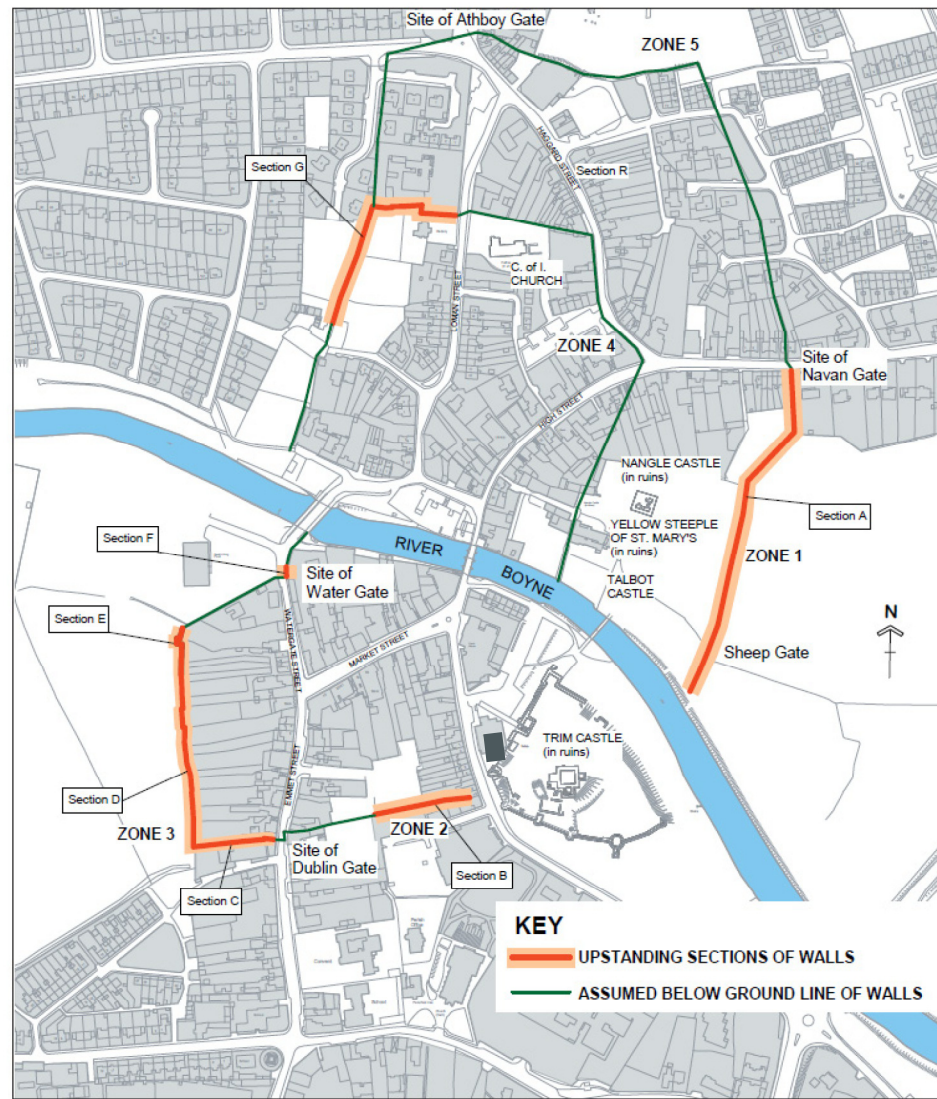 Site of Athboy Gate
ZONE 5
HAGGARD STREET
Section R
Section G
C. of I.
CHURCH
LOMAN STREET
ZONE 4
Site of
Navan Gate
HIGH STREET
NANGLE CASTLE
(in ruins)
Section A
YELLOW STEEPLE
OF ST. MARY'S
(in ruins)
ZONE 1
Section F
RIVER
BOYNE
Site of
Water Gate
TALBOT
CASTLE
Section E
WATERGATE STREET
N
MARKET STREET
Sheep Gate
TRIM CASTLE
(in ruins)
EMMET STREET
Section D
ZONE 3
ZONE 2
Site of
Dublin Gate
Section B
Section C
KEY
UPSTANDING SECTIONS OF WALLS
ASSUMED BELOW GROUND LINE OF WALLS